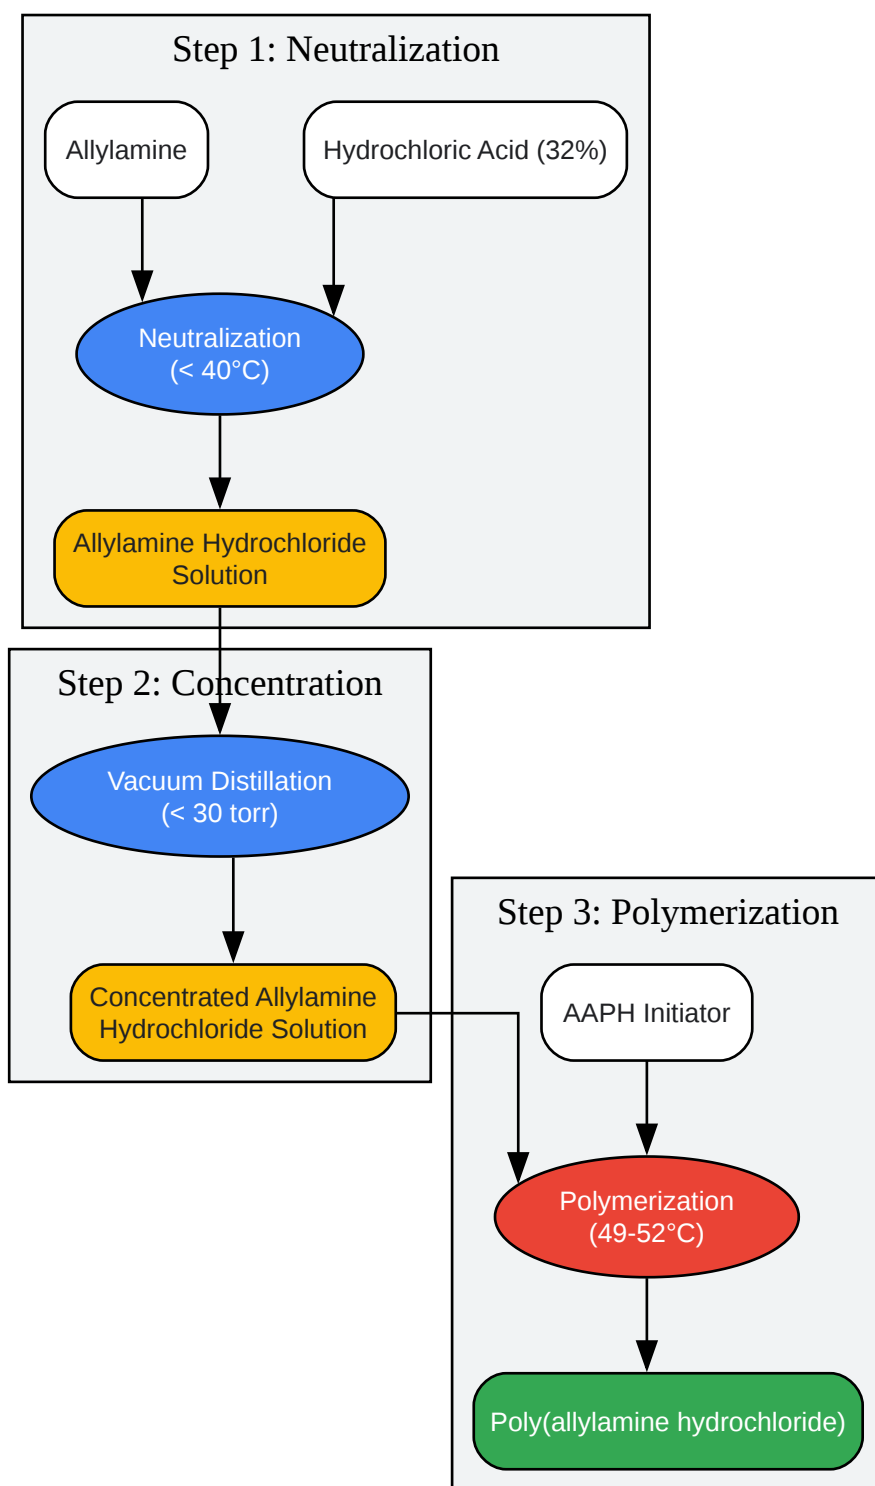 Step 1: Neutralization
Allylamine
Hydrochloric Acid (32%)
Neutralization
(< 40°C)
Allylamine Hydrochloride
Solution
Step 2: Concentration
Vacuum Distillation
(< 30 torr)
Concentrated Allylamine
Hydrochloride Solution
Step 3: Polymerization
AAPH Initiator
Polymerization
(49-52°C)
Poly(allylamine hydrochloride)